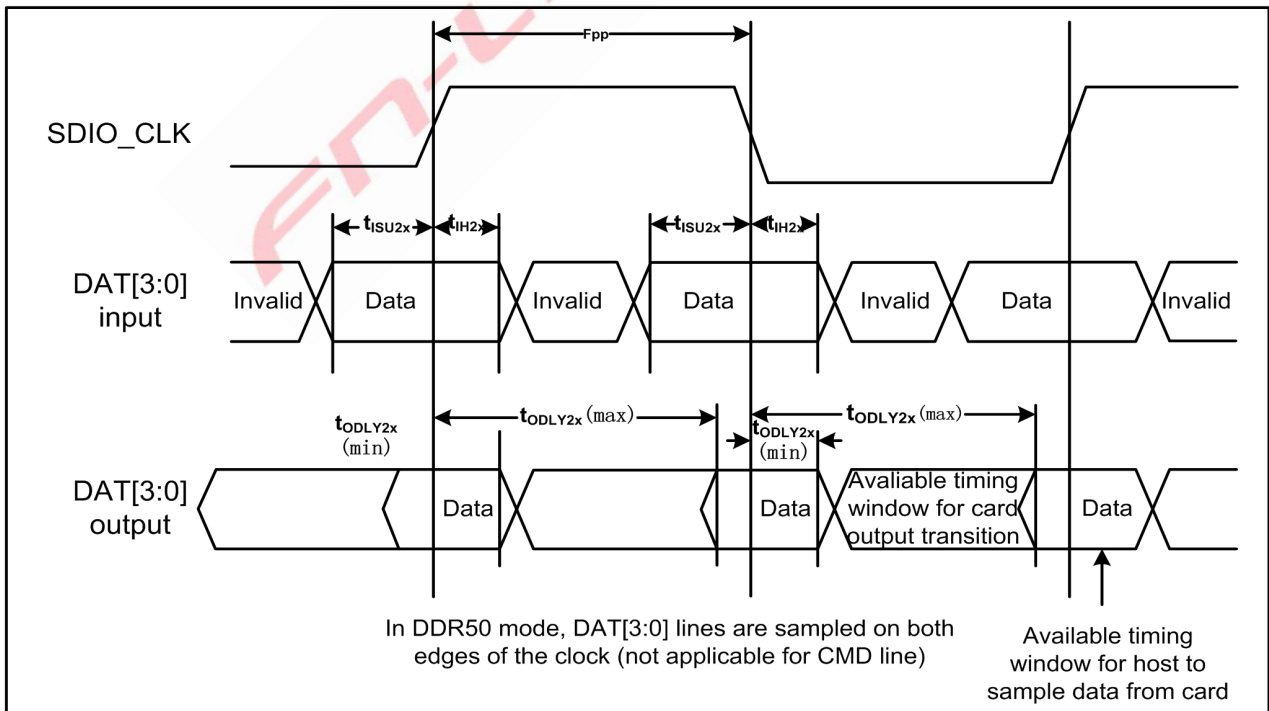 Fpp
SDIO_CLK
tISU2x
tIH2x
tISU2x
tIH2x
DAT[3:0]
input
Invalid
Data
Invalid
Data
Invalid
Data
Invalid
tODLY2x
(min)
tODLY2x (max)
tODLY2x
(min)
tODLY2x (max)
DAT[3:0]
output
Data
Data
Avaliable timing
window for card
output transition
Data
In DDR50 mode, DAT[3:0] lines are sampled on both
edges of the clock (not applicable for CMD line)
Available timing
window for host to
sample data from card